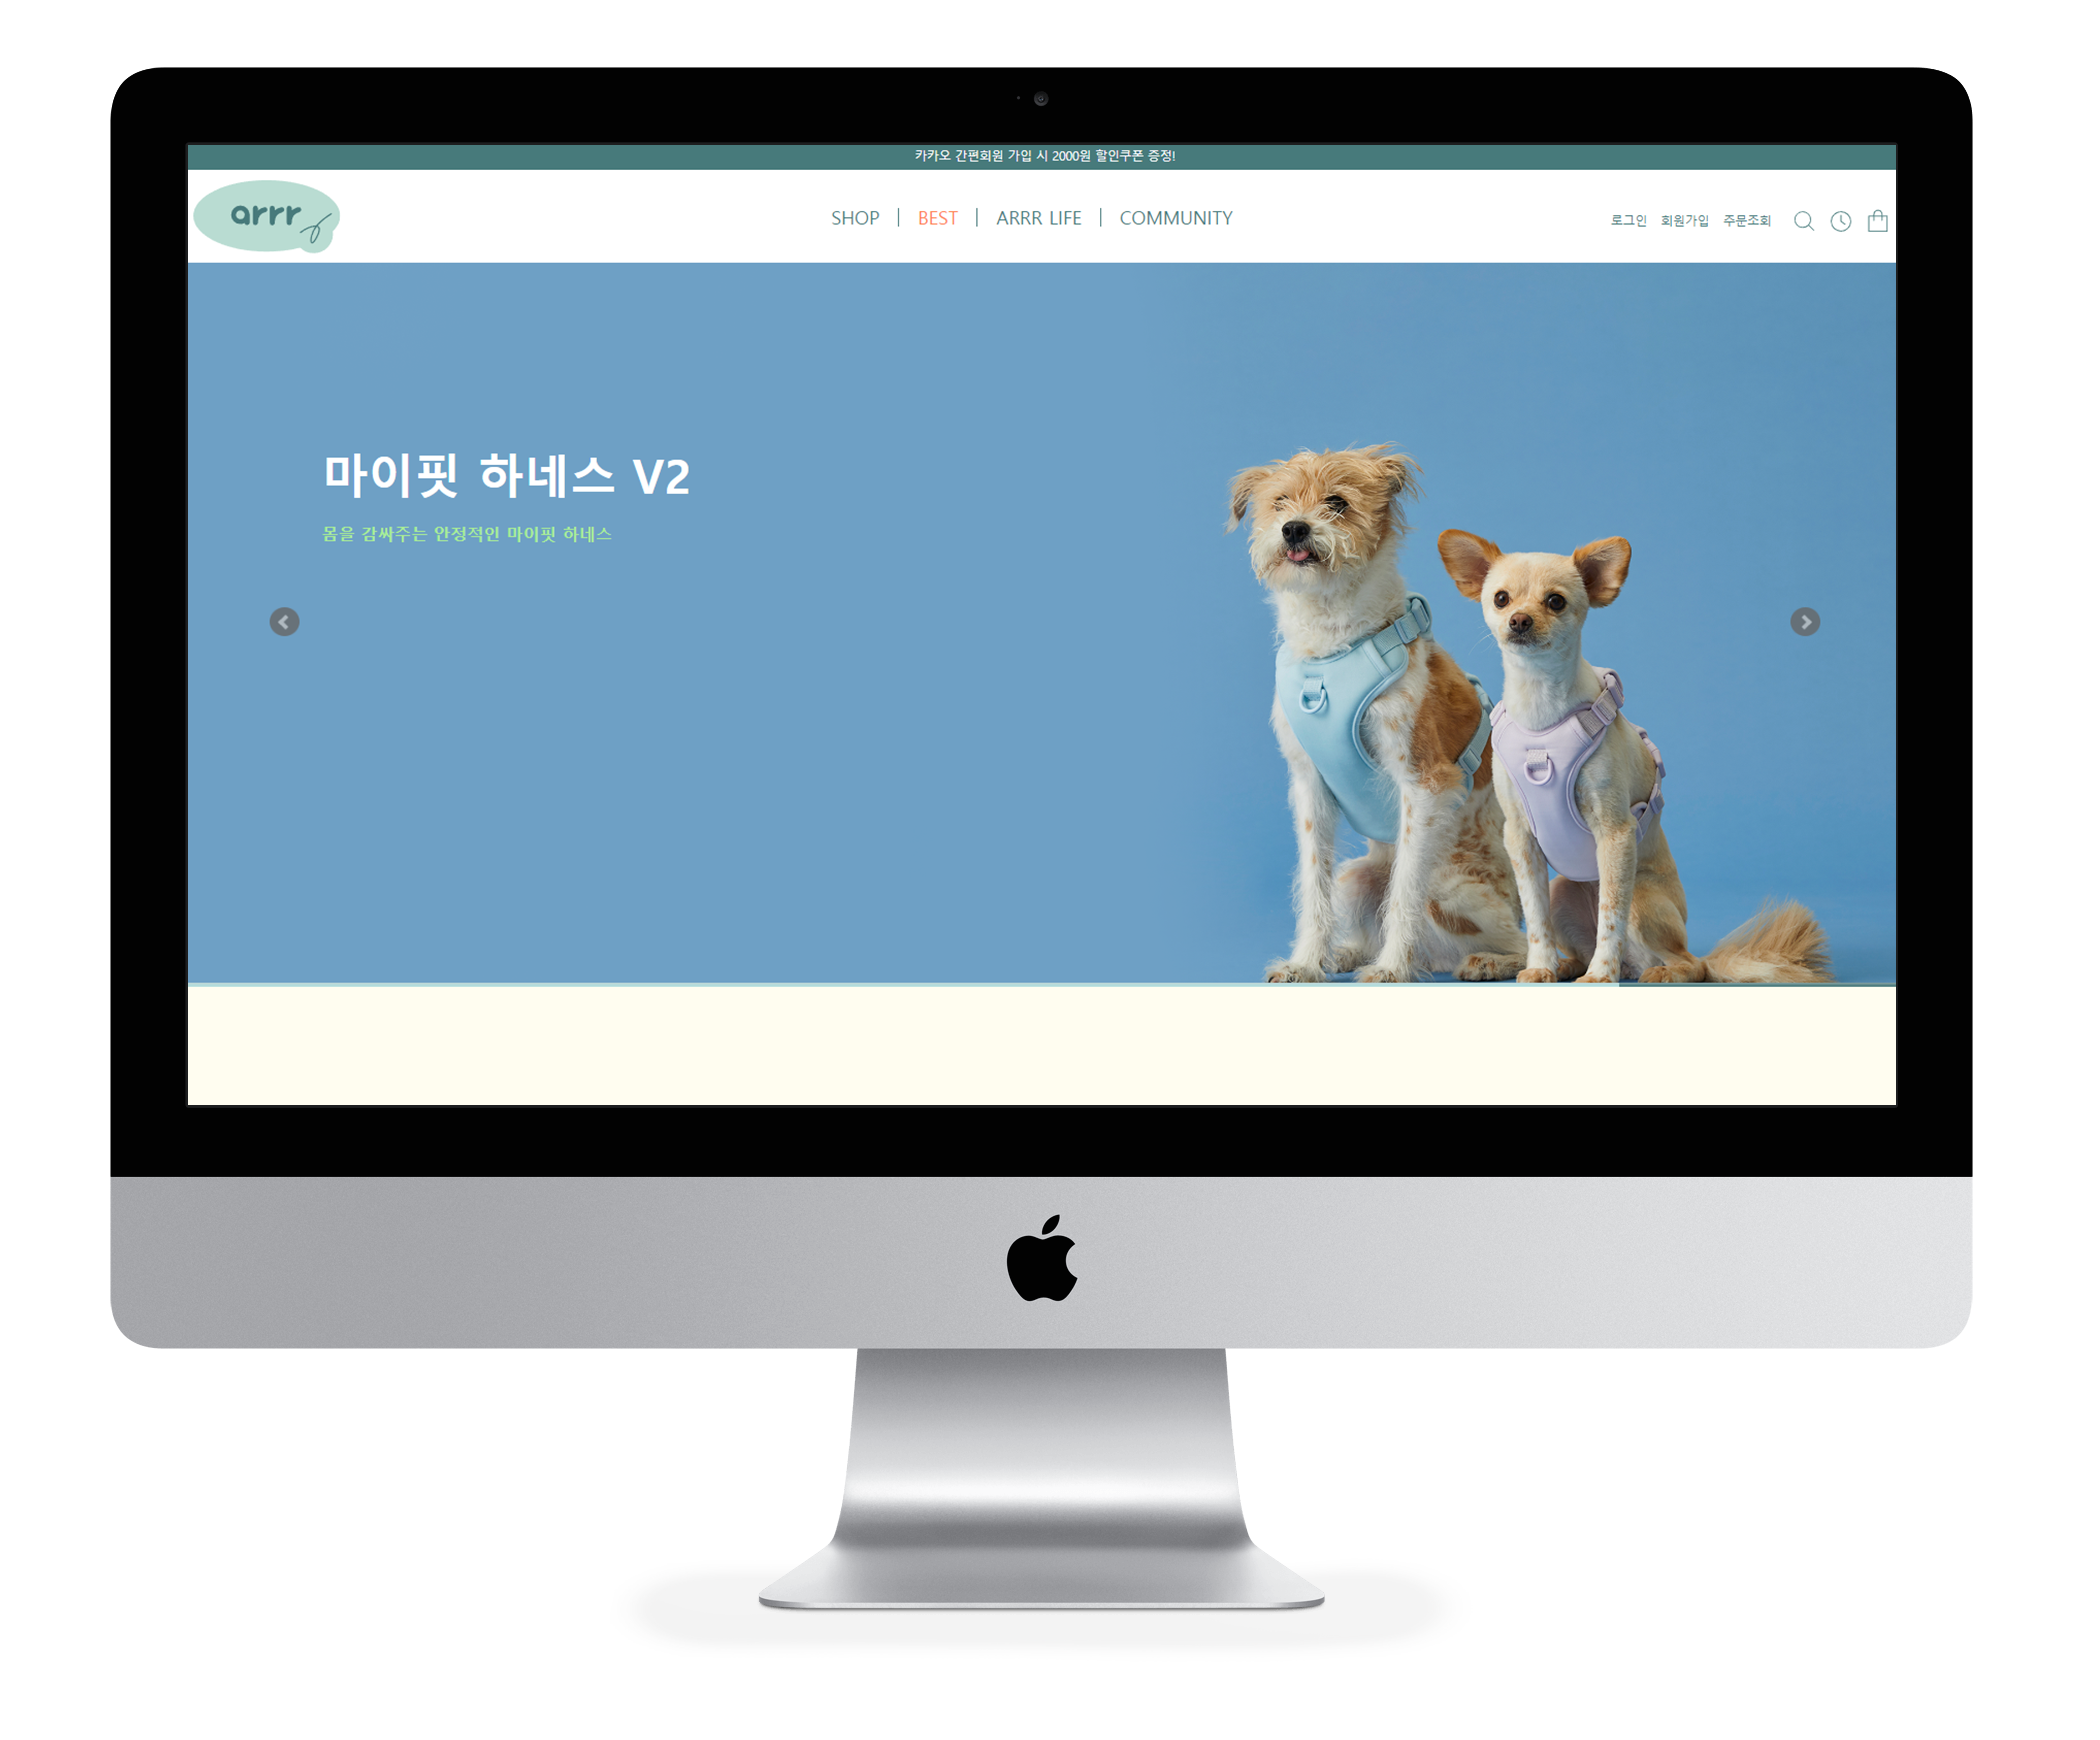 카카오 간편회원 가입 시 2000원 할인쿠폰 증정!
arrr
SHOP | BEST | ARRR LIFE | COMMUNITY
로그인 회원가입 주문조회
마이핏 하네스 V2
몸을 감싸주는 안정적인 마이핏 하네스